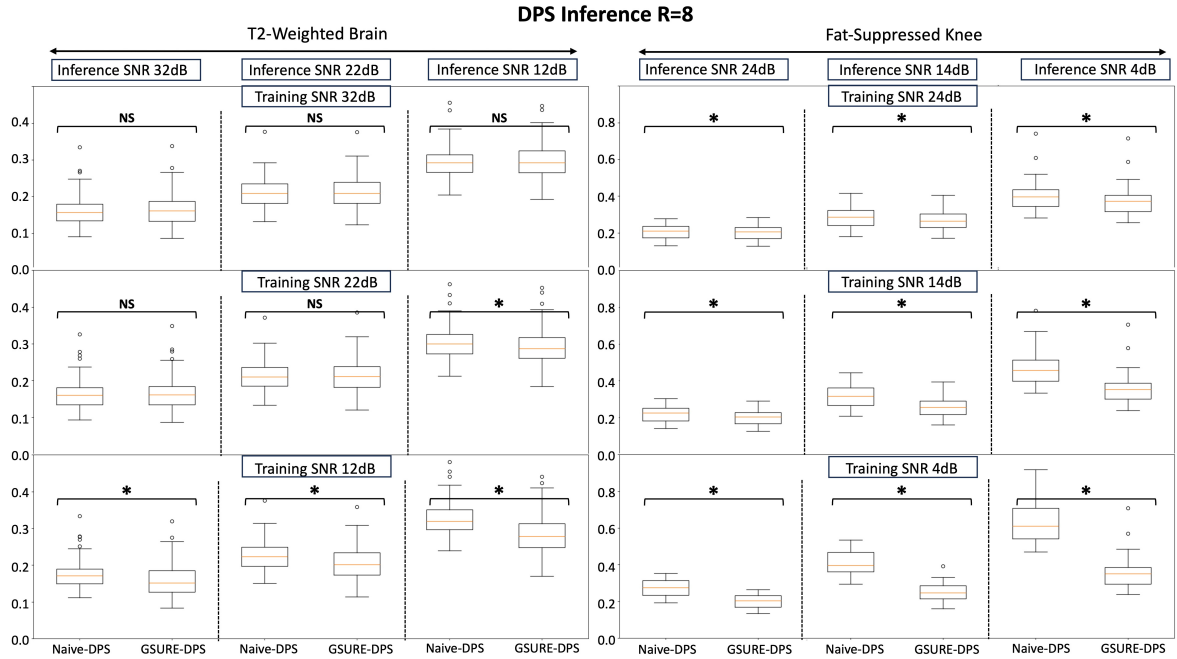 DPS Inference R=8
T2-Weighted Brain Fat-Suppressed Knee
Inference SNR 32dB Inference SNR 22dB Inference SNR 12dB Inference SNR 24dB Inference SNR 14dB Inference SNR 4dB
Training SNR 32dB Training SNR 24dB
NS NS NS * * *
0.4 0.8
0.3 0.6
0.2 0.4
0.1 0.2
0.0 0.0
Training SNR 22dB Training SNR 14dB
NS NS * * * *
0.4 0.8
0.3 0.6
0.2 0.4
0.1 0.2
0.0 0.0
Training SNR 12dB Training SNR 4dB
* * * * * *
0.4 0.8
0.3 0.6
0.2 0.4
0.1 0.2
0.0 0.0
Naive-DPS GSURE-DPS Naive-DPS GSURE-DPS Naive-DPS GSURE-DPS Naive-DPS GSURE-DPS Naive-DPS GSURE-DPS Naive-DPS GSURE-DPS